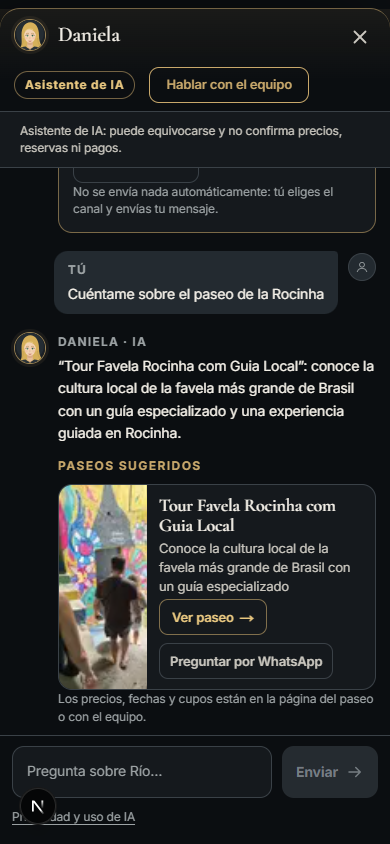 Daniela
Asistente de IA
Hablar con el equipo
Asistente de IA: puede equivocarse y no confirma precios,
reservas ni pagos.
No se envía nada automáticamente: tú eliges el
canal y envías tu mensaje.
TÚ
Cuéntame sobre el paseo de la Rocinha
DANIELA · IA
“Tour Favela Rocinha com Guia Local”: conoce la
cultura local de la favela más grande de Brasil
con un guía especializado y una experiencia
guiada en Rocinha.
PASEOS SUGERIDOS
Tour Favela Rocinha com
Guia Local
Conoce la cultura local de la
favela más grande de Brasil con
un guía especializado
Ver paseo →
Preguntar por WhatsApp
Los precios, fechas y cupos están en la página del paseo
o con el equipo.
Pregunta sobre Río...
Enviar →
N
y uso de IA